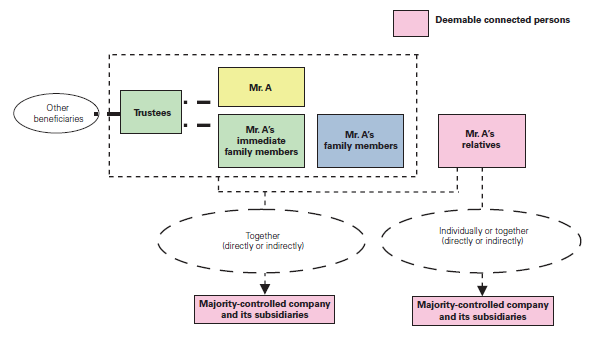 Deemable connected persons
Other
beneficiaries
Trustees
Mr. A
Mr. A's
immediate
family members
Mr. A's
family members
Mr. A's
relatives
Together
(directly or indirectly)
Individually or together
(directly or indirectly)
Majority-controlled company
and its subsidiaries
Majority-controlled company
and its subsidiaries